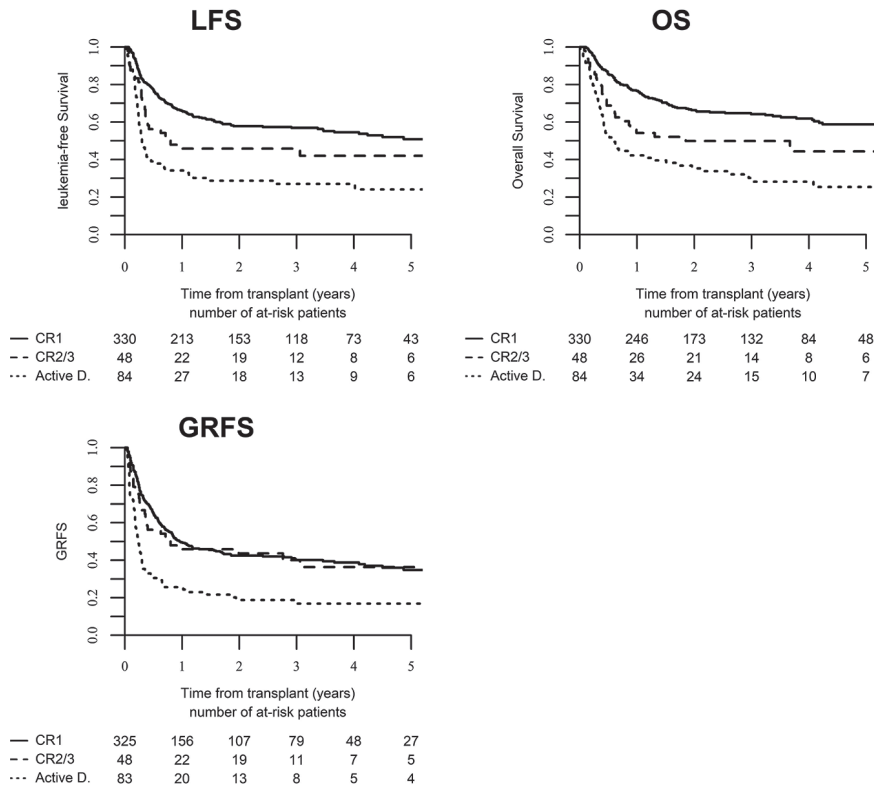 LFS
leukemia-free Survival
1.0
0.8
0.6
0.4
0.2
0.0
0 1 2 3 4 5
Time from transplant (years)
number of at-risk patients
CR1 330 213 153 118 73 43
CR2/3 48 22 19 12 8 6
Active D. 84 27 18 13 9 6
OS
Overall Survival
1.0
0.8
0.6
0.4
0.2
0.0
0 1 2 3 4 5
Time from transplant (years)
number of at-risk patients
330 246 173 132 84 48
48 26 21 14 8 6
84 34 24 15 10 7
GRFS
GRFS
1.0
0.8
0.6
0.4
0.2
0.0
0 1 2 3 4 5
Time from transplant (years)
number of at-risk patients
CR1 325 156 107 79 48 27
CR2/3 48 22 19 11 7 5
Active D. 83 20 13 8 5 4